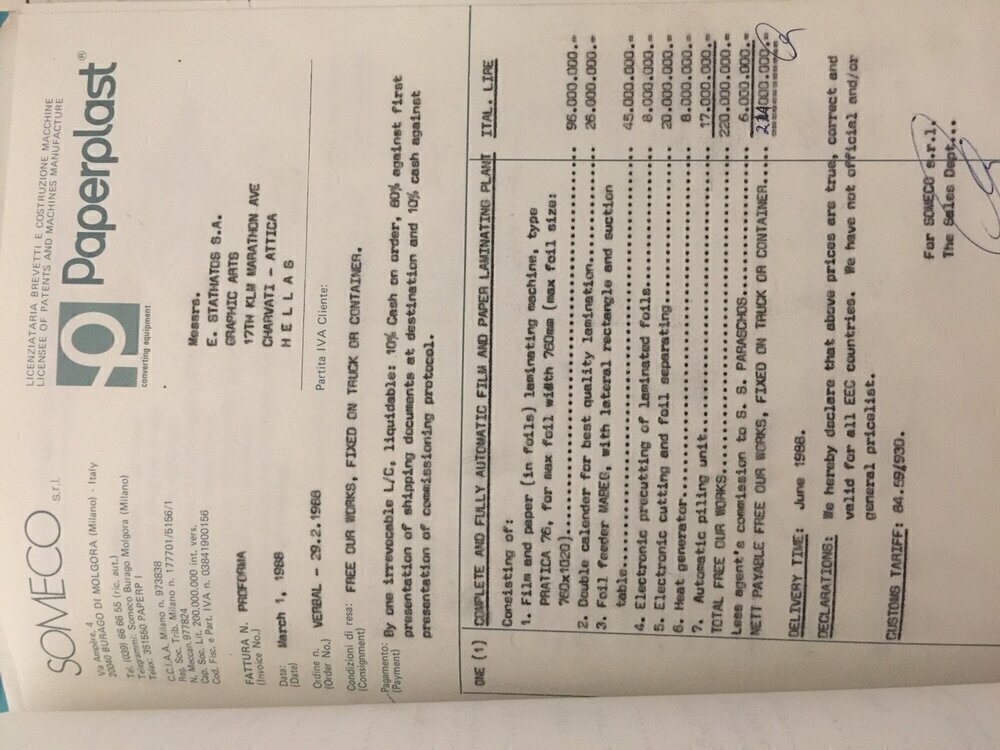 SOMECO s.r.l.
LICENZIATARIA BREVETTI E COSTRUZIONE MACCHINE
LICENSEE OF PATENTS AND MACHINES MANUFACTURE
Paperplast®
converting equipment
Via Ampère, 4
20040 BURAGO DI MOLGORA (Milano) - Italy
Tel. (039) 66 66 55 (ric. aut.)
Telegrammi: Someco Burago Molgora (Milano)
Telex: 351550 PAPERP I
C.C.I.A.A. Milano n. 973838
Reg. Soc. Trib. Milano n. 177701/5156/1
N. Meccan. 977824
Cap. Soc. Lit. 200.000.000 int. vers.
Cod. Fisc. e Part. IVA n. 03841900156
Messrs.
E. STATHATOS S.A.
GRAPHIC ARTS
17TH KLM MARATHON AVE
CHARVATI - ATTICA
H E L L A S
FATTURA N. PROFORMA
(Invoice No.)
Data: March 1, 1988
(Date)
Ordine n. VERBAL - 29.2.1988
(Order No.)
Partita IVA Cliente:
Condizioni di resa: FREE OUR WORKS, FIXED ON TRUCK OR CONTAINER.
(Consignment)
Pagamento: By one irrevocable L/C, liquidable: 10% Cash on order, 80% against first
(Payment) presentation of shipping documents at destination and 10% cash against
presentation of commissioning protocol.
ONE (1) COMPLETE AND FULLY AUTOMATIC FILM AND PAPER LAMINATING PLANT ITAL. LIRE
Consisting of:
1. Film and paper (in foils) laminating machine, type
PRATICA 76, for max foil width 760mm (max foil size:
760x1020)........ 96.000.000.=
2. Double calender for best quality lamination........ 26.000.000.=
3. Foil feeder MABEG, with lateral rectangle and suction
table........ 45.000.000.=
4. Electronic precutting of laminated foils........ 8.000.000.=
5. Electronic cutting and foil separating........ 20.000.000.=
6. Heat generator........ 8.000.000.=
7. Automatic piling unit........ 17.000.000.=
TOTAL FREE OUR WORKS........ 220.000.000.=
Less agent's commission to S. S. PARASCHOS........ 6.000.000.=
NETT PAYABLE FREE OUR WORKS, FIXED ON TRUCK OR CONTAINER........ 214.000.000.=
DELIVERY TIME: June 1988.
DECLARATIONS: We hereby declare that above prices are true, correct and
valid for all EEC countries. We have not official and/or
general pricelist.
CUSTOMS TARIFF: 84.59/930.
For SOMECO s.r.l.
The Sales Dept...